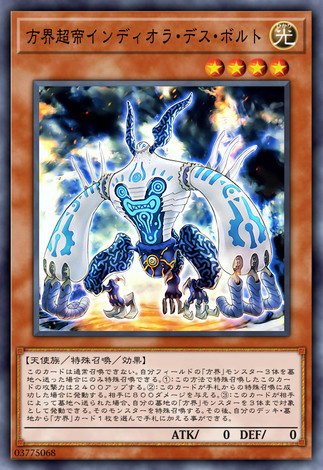 方界超帝インディオラ・デス・ボルト
光
【天使族／特殊召喚／効果】
このカードは通常召喚できない。自分フィールドの「方界」モンスター３体を墓
地へ送った場合にのみ特殊召喚できる。①：この方法で特殊召喚したこのカー
ドの攻撃力は２４００アップする。②：このカードが手札からの特殊召喚に成
功した場合に発動する。相手に８００ダメージを与える。③：このカードが相手
によって墓地へ送られた場合、自分の墓地の「方界」モンスターを３体まで対象
として発動できる。そのモンスターを特殊召喚する。その後、自分のデッキ・墓
地から「方界」カード１枚を選んで手札に加える事ができる。
ATK/ 0 DEF/ 0
03775068